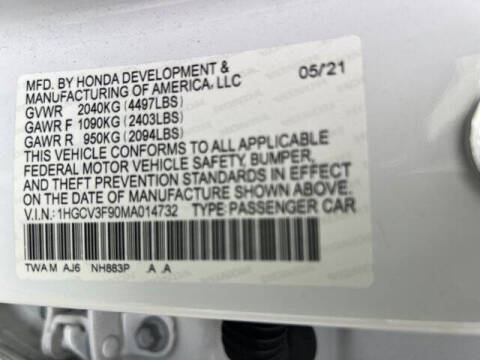 MFD. BY HONDA DEVELOPMENT & 05/21
MANUFACTURING OF AMERICA, LLC
GVWR 2040KG (4497LBS)
GAWR F 1090KG (2403LBS)
GAWR R 950KG (2094LBS)
THIS VEHICLE CONFORMS TO ALL APPLICABLE
FEDERAL MOTOR VEHICLE SAFETY, BUMPER,
AND THEFT PREVENTION STANDARDS IN EFFECT
ON THE DATE OF MANUFACTURE SHOWN ABOVE.
V.I.N.: 1HGCV3F90MA014732 TYPE:PASSENGER CAR
TWA M AJ6 NH883P .A .A